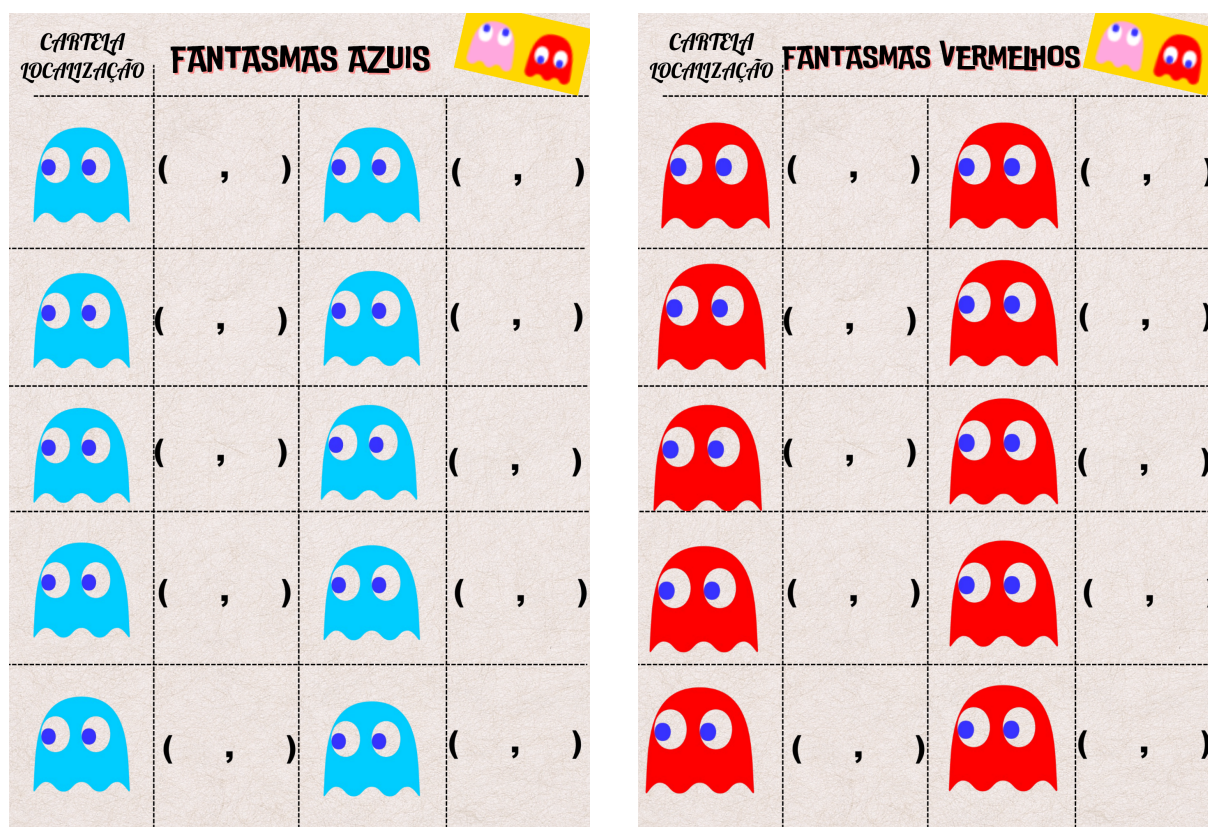 CARTELA
LOCALIZAÇÃO
FANTASMAS AZUIS
( , ) ( , )
( , ) ( , )
( , ) ( , )
( , ) ( , )
( , ) ( , )
CARTELA
LOCALIZAÇÃO
FANTASMAS VERMELHOS
( , ) ( , )
( , ) ( , )
( , ) ( , )
( , ) ( , )
( , ) ( , )